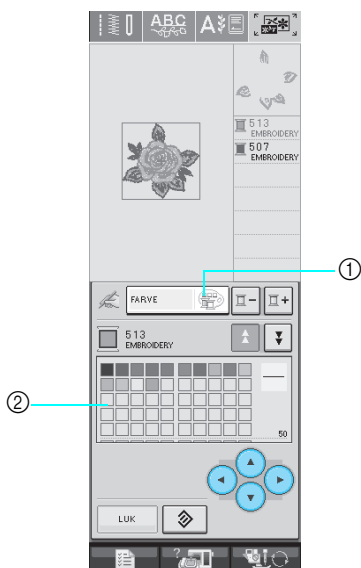 ABC
A
513
EMBROIDERY
507
EMBROIDERY
①
FARVE
513
EMBROIDERY
②
50
LUK
?